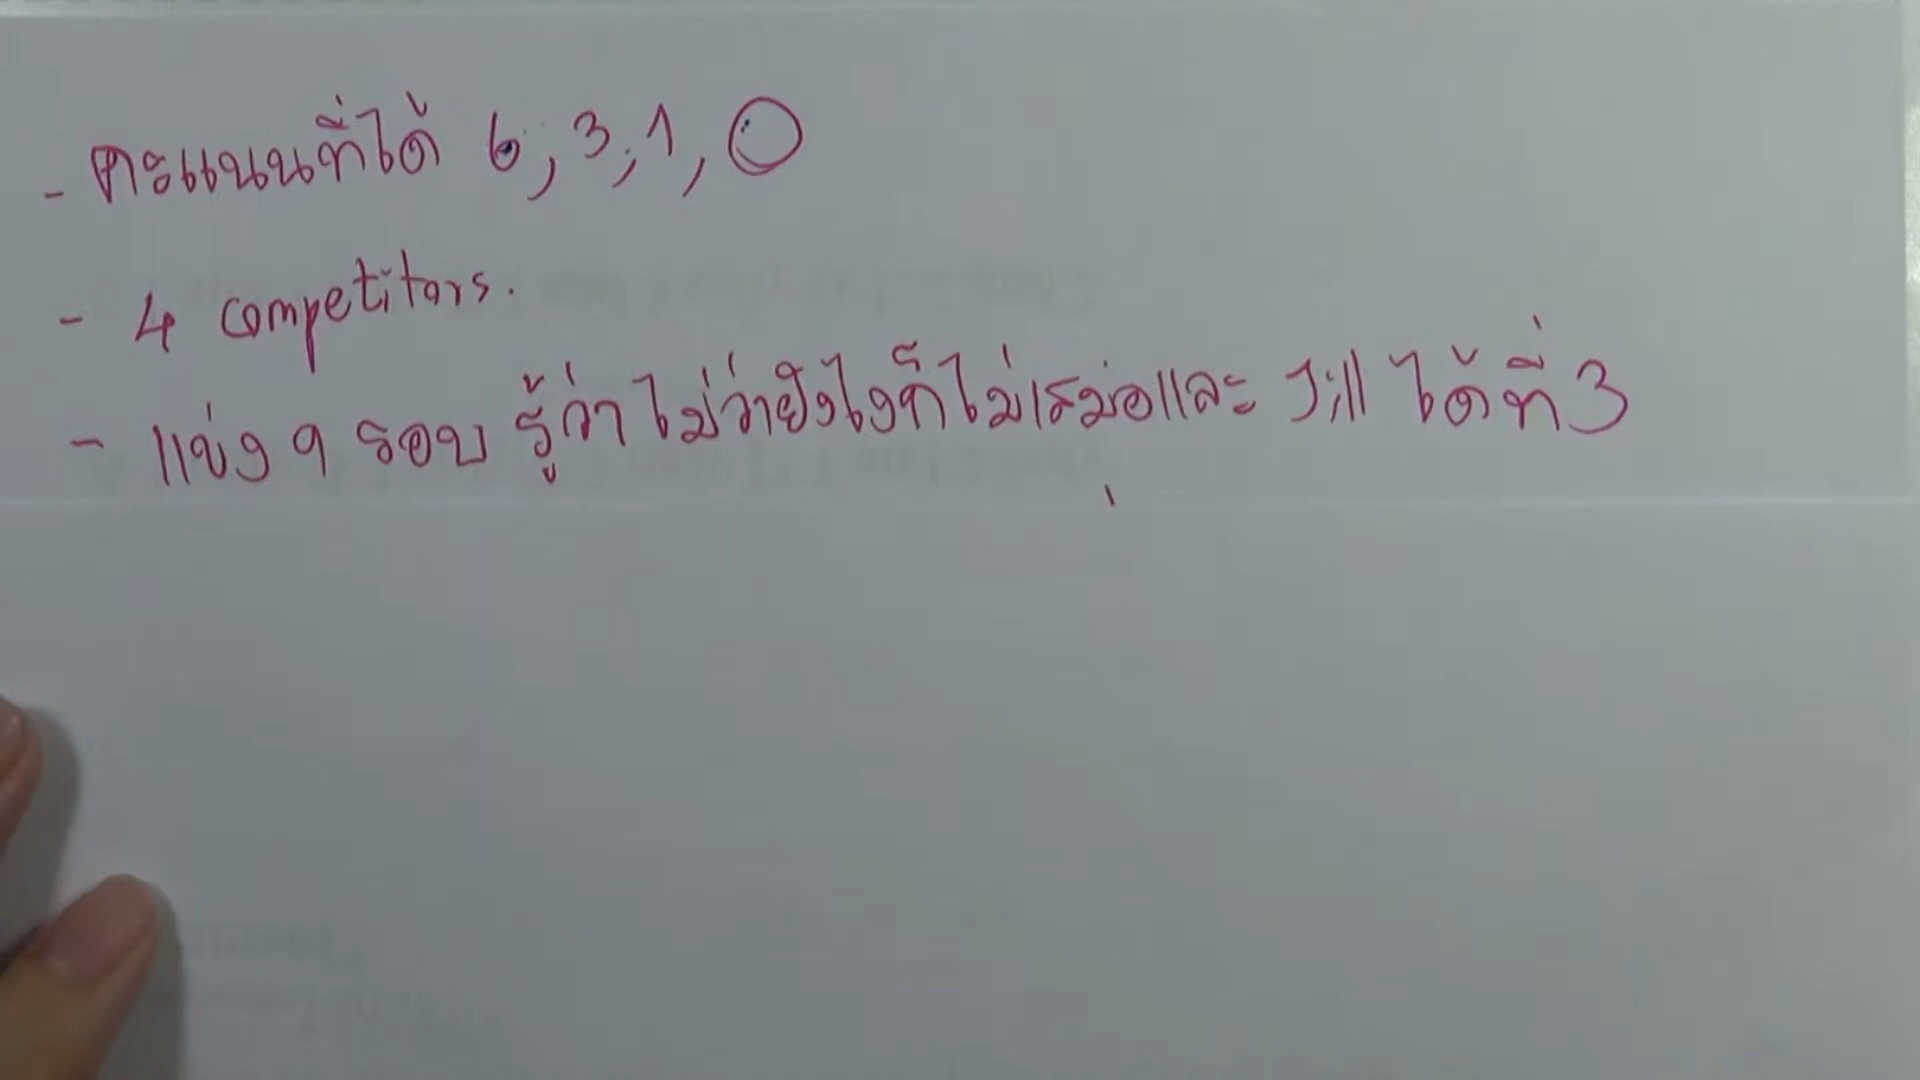 - คะแนนที่ได้ 6, 3, 1, 0
- 4 competitors.
- แข่ง 9 รอบ รู้ว่า ไม่ว่ายังไงก็ไม่เสมอและ Jill ได้ที่ 3